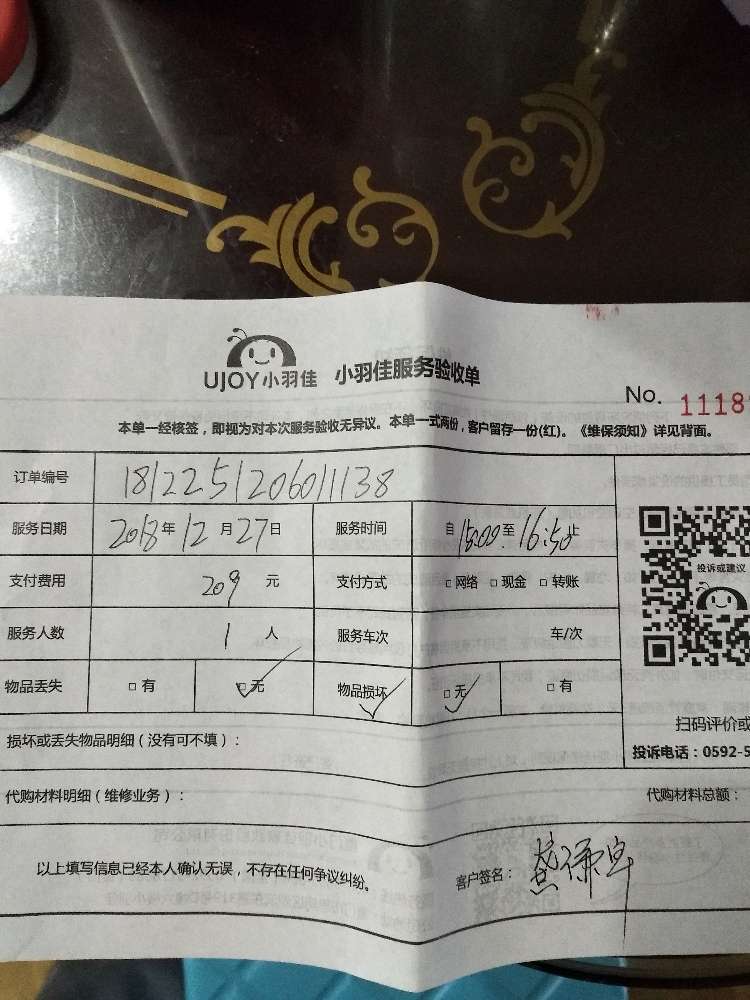 UJOY小羽佳 小羽佳服务验收单
No. 1118
本单一经核签，即视为对本次服务验收无异议。本单一式两份，客户留存一份(红)。《维保须知》详见背面。
订单编号 181225120601138
服务日期 2018年12月27日 服务时间 自15:00至16:50止
支付费用 209元 支付方式 □网络 □现金 □转账
投诉或建议
服务人数 1人 服务车次 车/次
物品丢失 □有 □无 物品损坏 □无 □有
扫码评价或
损坏或丢失物品明细（没有可不填）：
投诉电话：0592-5
代购材料明细（维修业务）： 代购材料总额：
以上填写信息已经本人确认无误，不存在任何争议纠纷。 客户签名：